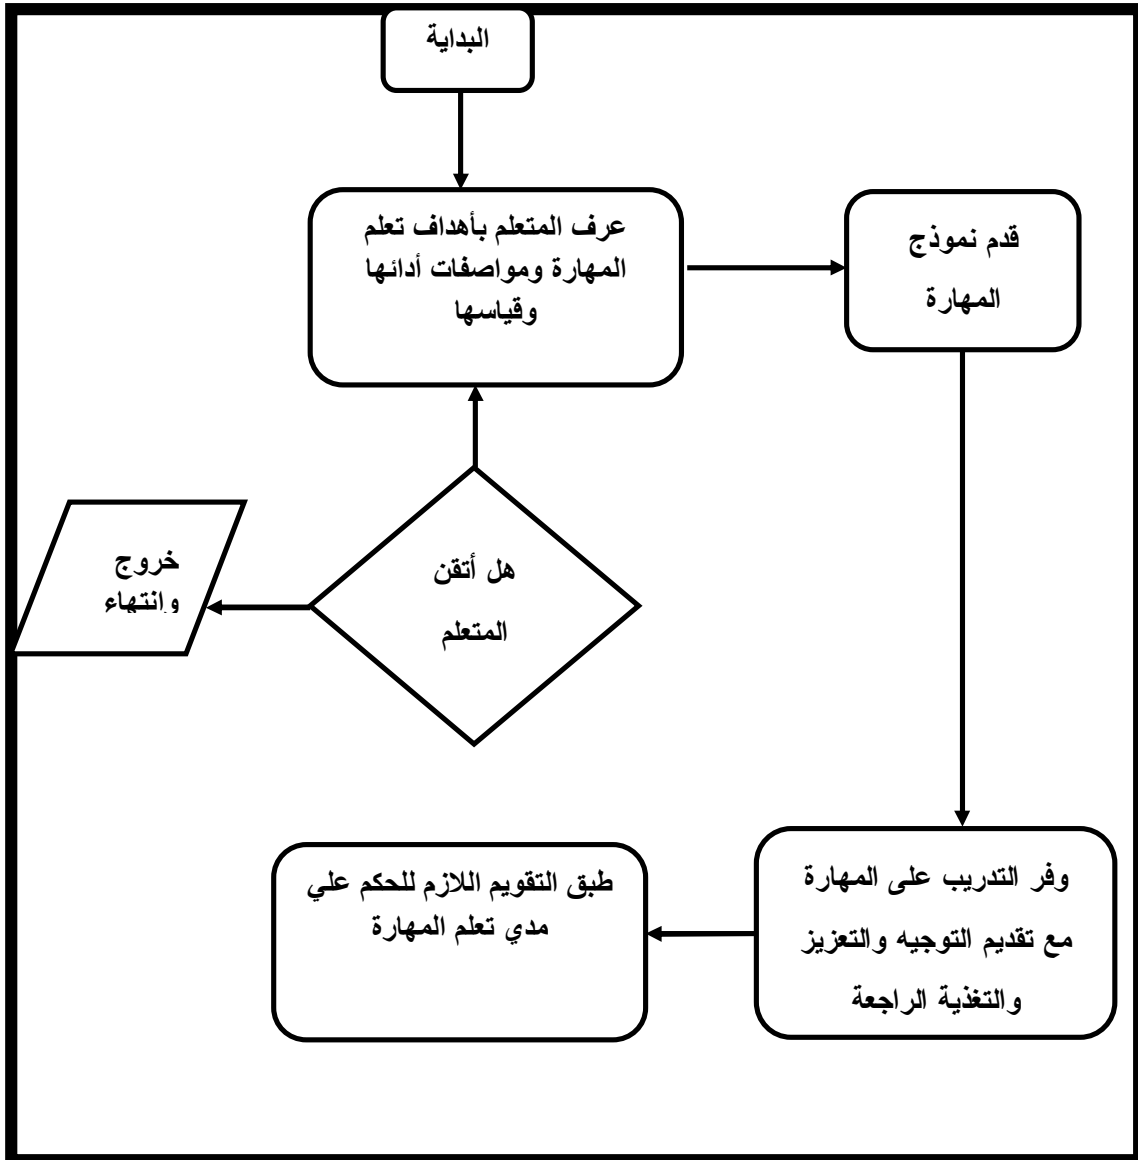 البداية
عرف المتعلم بأهداف تعلم
المهارة ومواصفات أدائها
وقياسها
قدم نموذج
المهارة
هل أتقن
المتعلم
خروج
وانتهاء
وفر التدريب على المهارة
مع تقديم التوجيه والتعزيز
والتغذية الراجعة
طبق التقويم اللازم للحكم علي
مدي تعلم المهارة